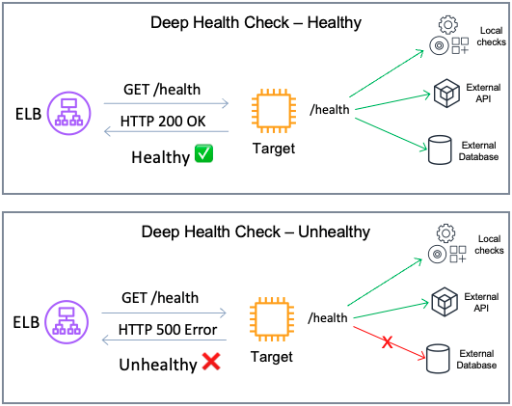 Deep Health Check – Healthy
Local
checks
GET /health
ELB
/health
External
API
HTTP 200 OK
Target
Healthy
External
Database
Deep Health Check – Unhealthy
Local
checks
GET /health
ELB
/health
External
API
HTTP 500 Error
Target
X
Unhealthy
External
Database